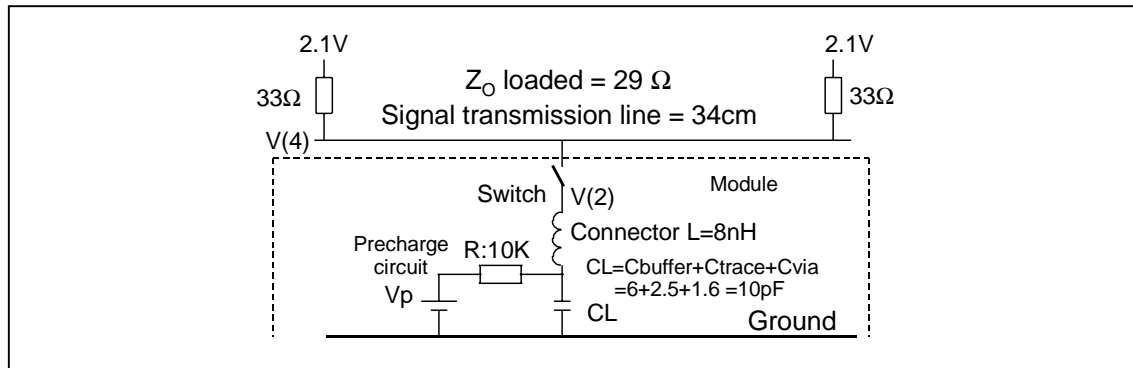 2.1V
2.1V
Z_O loaded = 29 Ω
33Ω
33Ω
Signal transmission line = 34cm
V(4)
Module
Switch
V(2)
Connector L=8nH
Precharge
circuit
R:10K
CL=Cbuffer+Ctrace+Cvia
=6+2.5+1.6 =10pF
Vp
CL
Ground